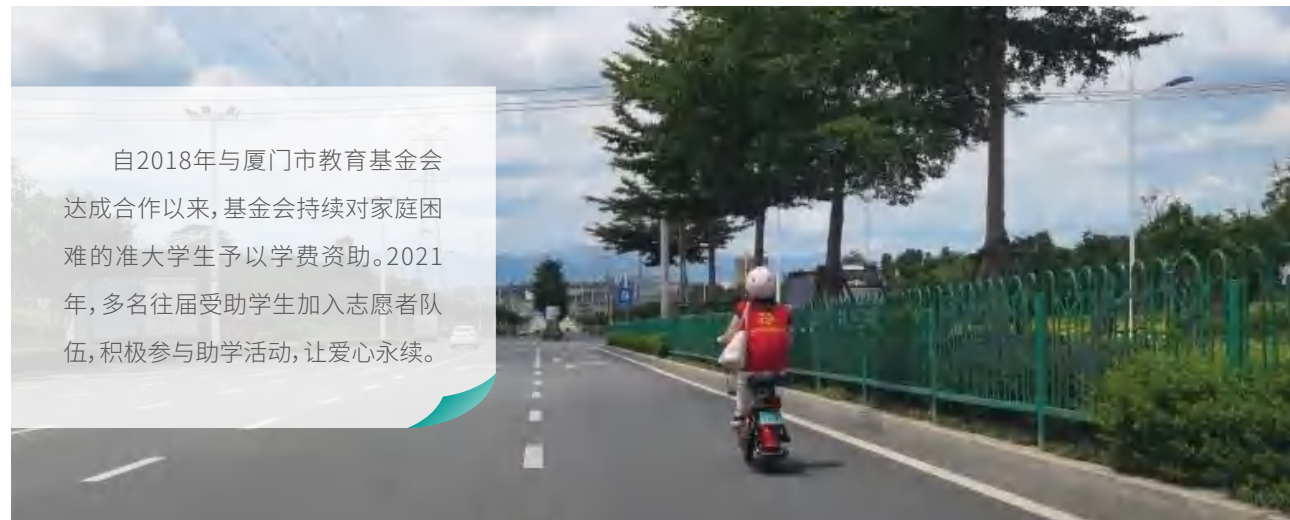 自2018年与厦门市教育基金会
达成合作以来，基金会持续对家庭困
难的准大学生予以学费资助。2021
年，多名往届受助学生加入志愿者队
伍，积极参与助学活动，让爱心永续。